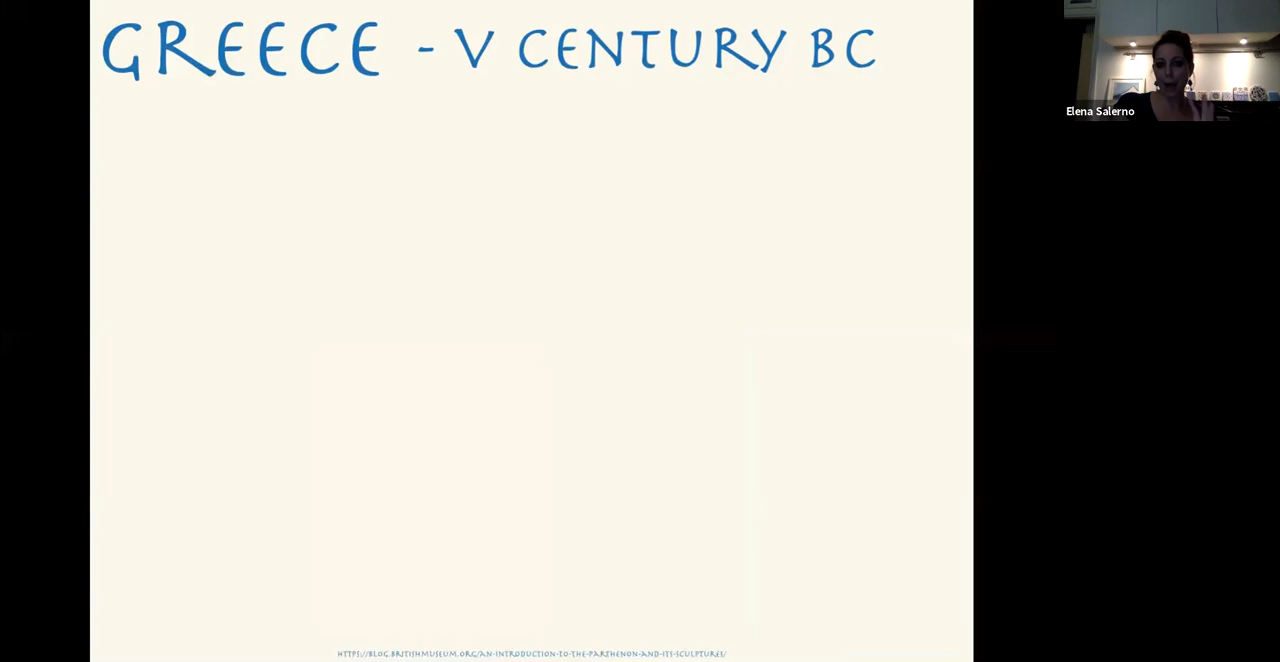 GREECE - V CENTURY BC
Elena Salerno
HTTPS://BLOG.BRITISHMUSEUM.ORG/AN-INTRODUCTION-TO-THE-PARTHENON-AND-ITS-SCULPTURES/